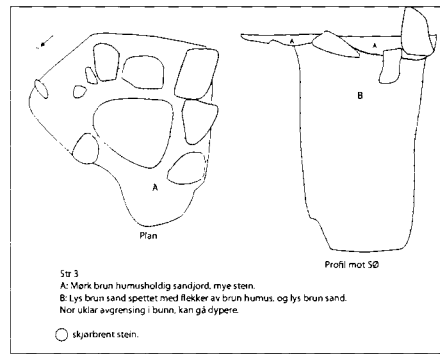 A
A
B
A
Plan
Profil mot SØ
Str 3
A: Mørk brun humusholdig sandjord, mye stein.
B: Lys brun sand spettet med flekker av brun humus, og lys brun sand.
Nor uklar avgrensing i bunn, kan gå dypere.
skjørbrent stein.